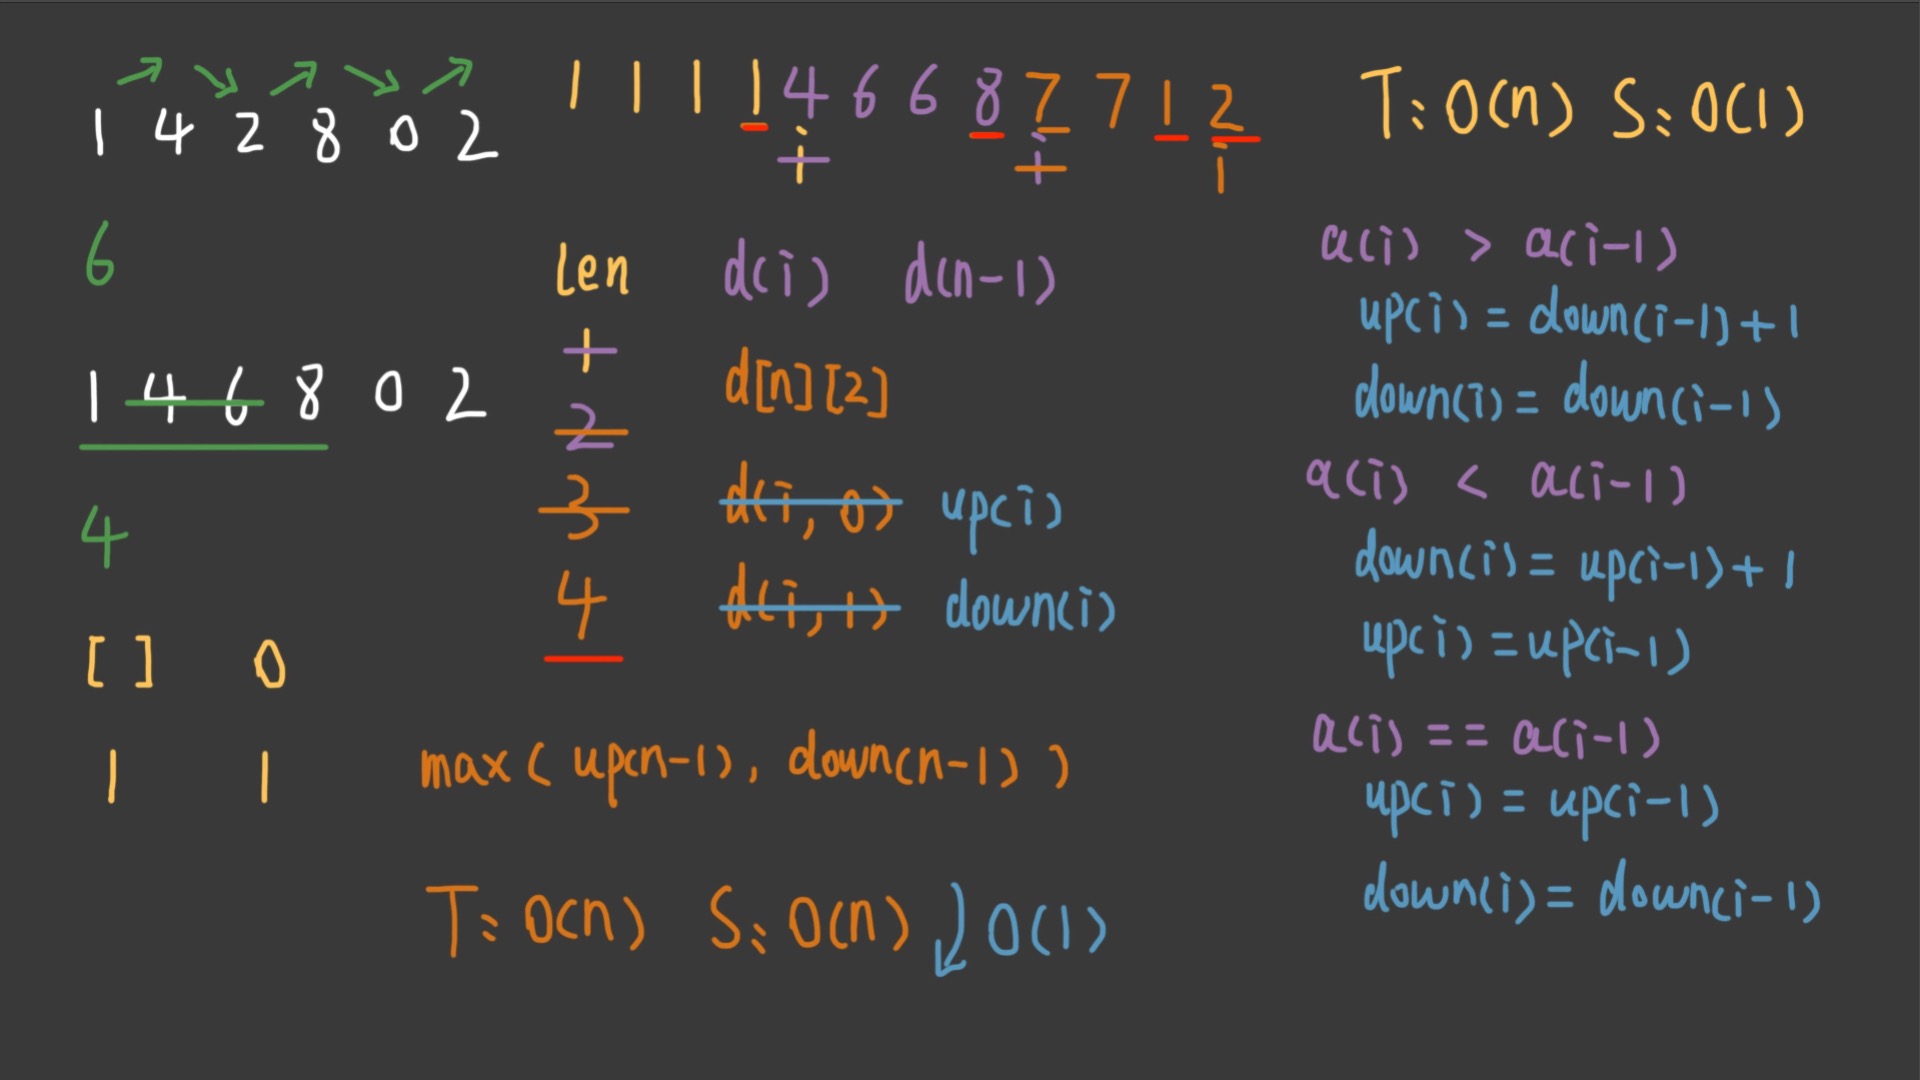 1 4 2 8 0 2
6
1 4 6 8 0 2
4
[ ] 0
1 1
1 1 1 1 4 6 6 8 7 7 1 2
i i i
len
1
2
3
4
d(i) d(n-1)
d[n][2]
d(i, 0) up(i)
d(i, 1) down(i)
max( up(n-1), down(n-1) )
T: O(n) S: O(n) O(1)
T: O(n) S: O(1)
a(i) > a(i-1)
up(i) = down(i-1) + 1
down(i) = down(i-1)
a(i) < a(i-1)
down(i) = up(i-1) + 1
up(i) = up(i-1)
a(i) == a(i-1)
up(i) = up(i-1)
down(i) = down(i-1)